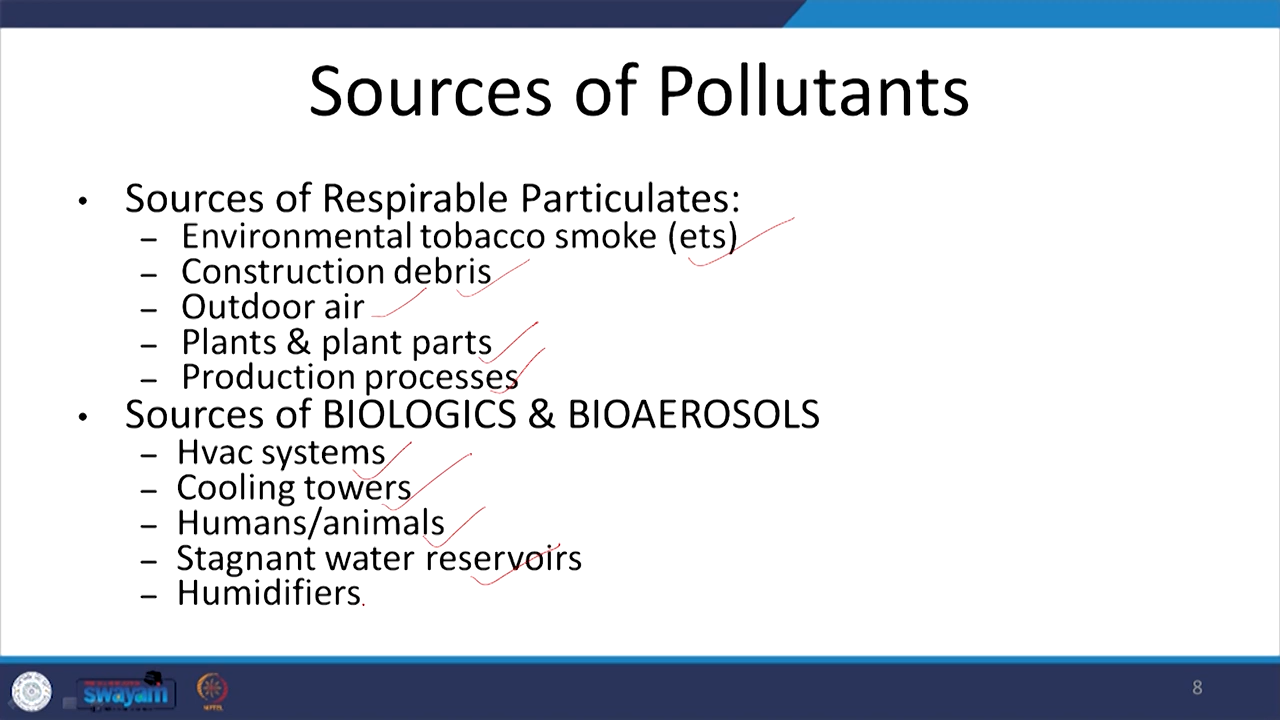 Sources of Pollutants
• Sources of Respirable Particulates:
– Environmental tobacco smoke (ets)
– Construction debris
– Outdoor air
– Plants & plant parts
– Production processes
• Sources of BIOLOGICS & BIOAEROSOLS
– Hvac systems
– Cooling towers
– Humans/animals
– Stagnant water reservoirs
– Humidifiers
swayam
8